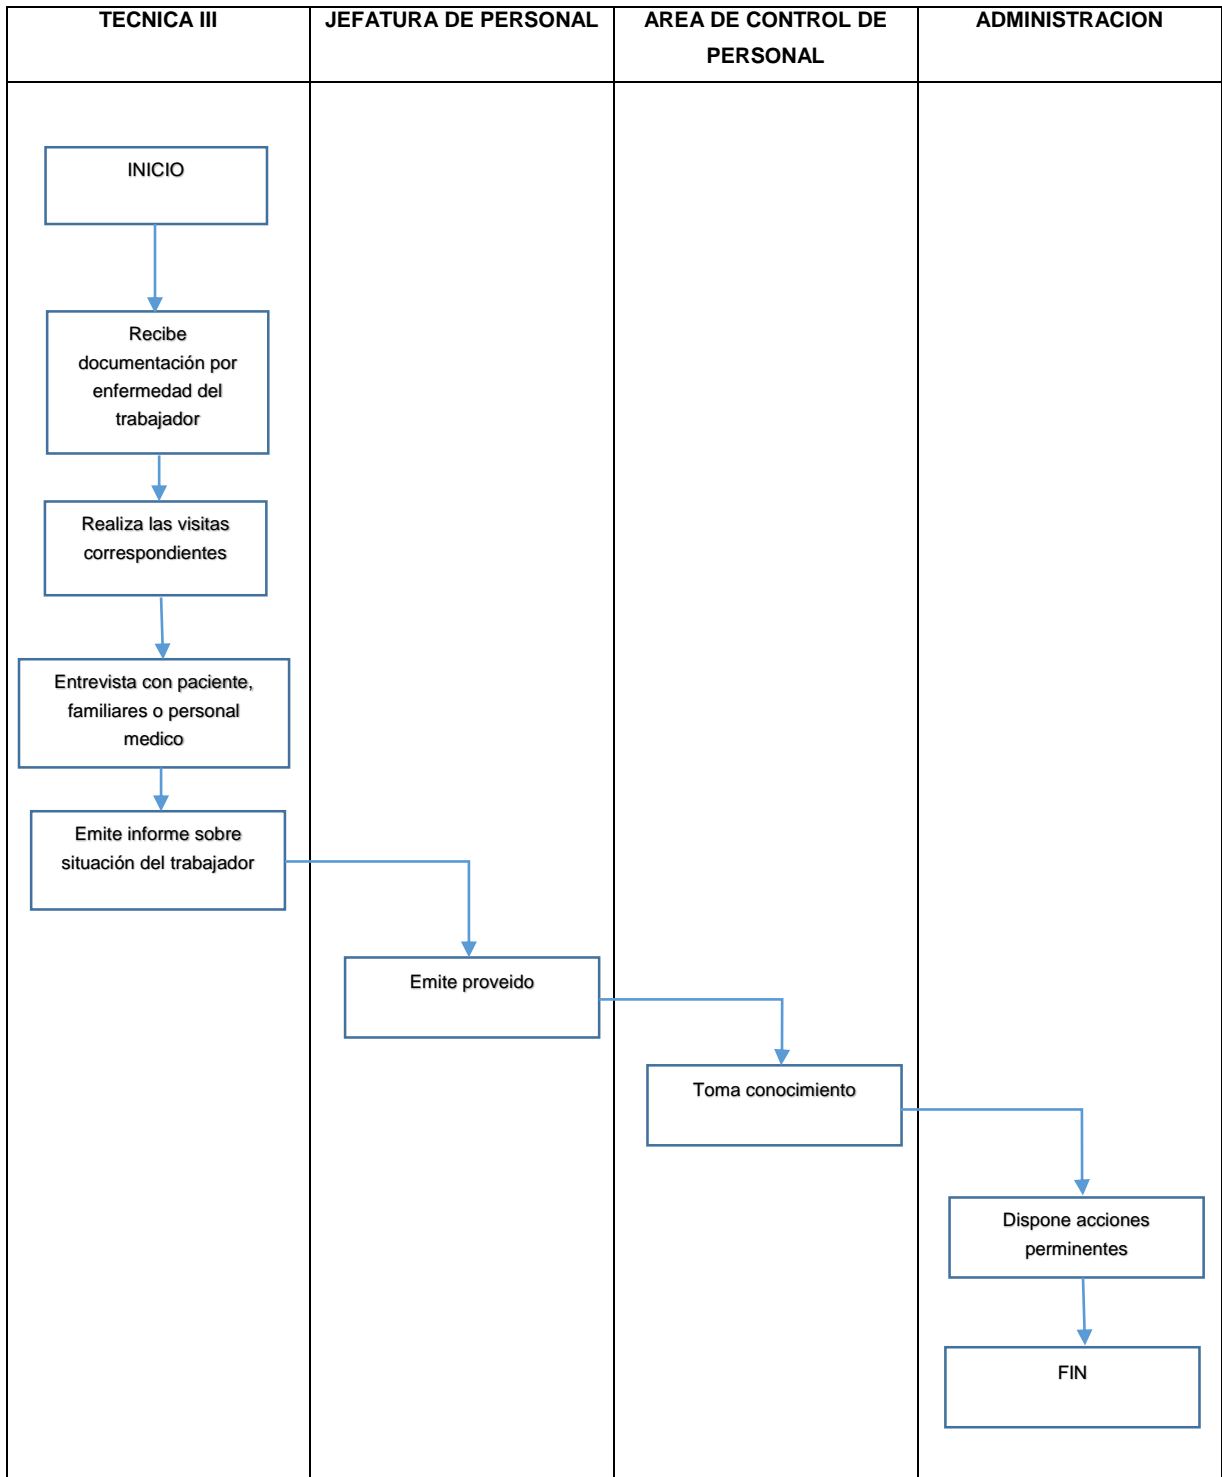 TECNICA III
JEFATURA DE PERSONAL
AREA DE CONTROL DE
PERSONAL
ADMINISTRACION
INICIO
Recibe
documentación por
enfermedad del
trabajador
Realiza las visitas
correspondientes
Entrevista con paciente,
familiares o personal
medico
Emite informe sobre
situación del trabajador
Emite proveido
Toma conocimiento
Dispone acciones
perminentes
FIN